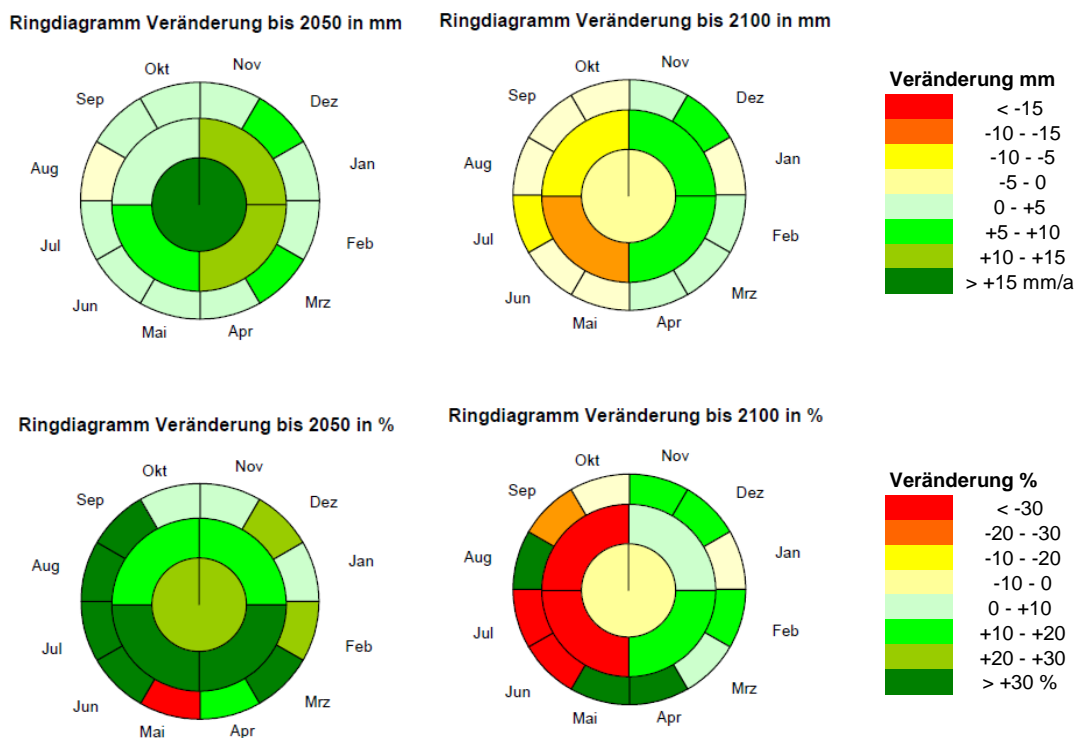 Ringdiagramm Veränderung bis 2050 in mm
Okt
Nov
Sep
Dez
Aug
Jan
Jul
Feb
Jun
Mrz
Mai
Apr
Ringdiagramm Veränderung bis 2100 in mm
Okt
Nov
Sep
Dez
Aug
Jan
Jul
Feb
Jun
Mrz
Mai
Apr
Veränderung mm
< -15
-10 - -15
-10 - -5
-5 - 0
0 - +5
+5 - +10
+10 - +15
> +15 mm/a
Ringdiagramm Veränderung bis 2050 in %
Okt
Nov
Sep
Dez
Aug
Jan
Jul
Feb
Jun
Mrz
Mai
Apr
Ringdiagramm Veränderung bis 2100 in %
Okt
Nov
Sep
Dez
Aug
Jan
Jul
Feb
Jun
Mrz
Mai
Apr
Veränderung %
< -30
-20 - -30
-10 - -20
-10 - 0
0 - +10
+10 - +20
+20 - +30
> +30 %